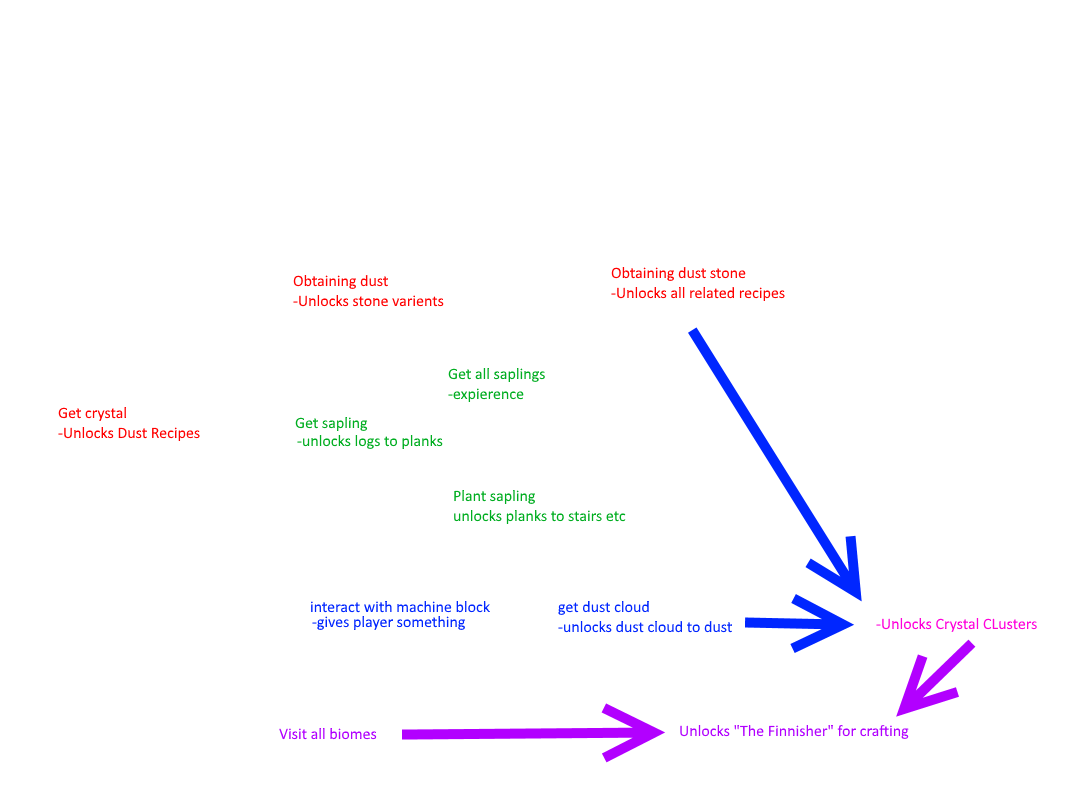 Obtaining dust
-Unlocks stone varients
Obtaining dust stone
-Unlocks all related recipes
Get all saplings
-expierence
Get crystal
-Unlocks Dust Recipes
Get sapling
-unlocks logs to planks
Plant sapling
unlocks planks to stairs etc
interact with machine block
-gives player something
get dust cloud
-unlocks dust cloud to dust
-Unlocks Crystal CLusters
Visit all biomes
Unlocks "The Finnisher" for crafting